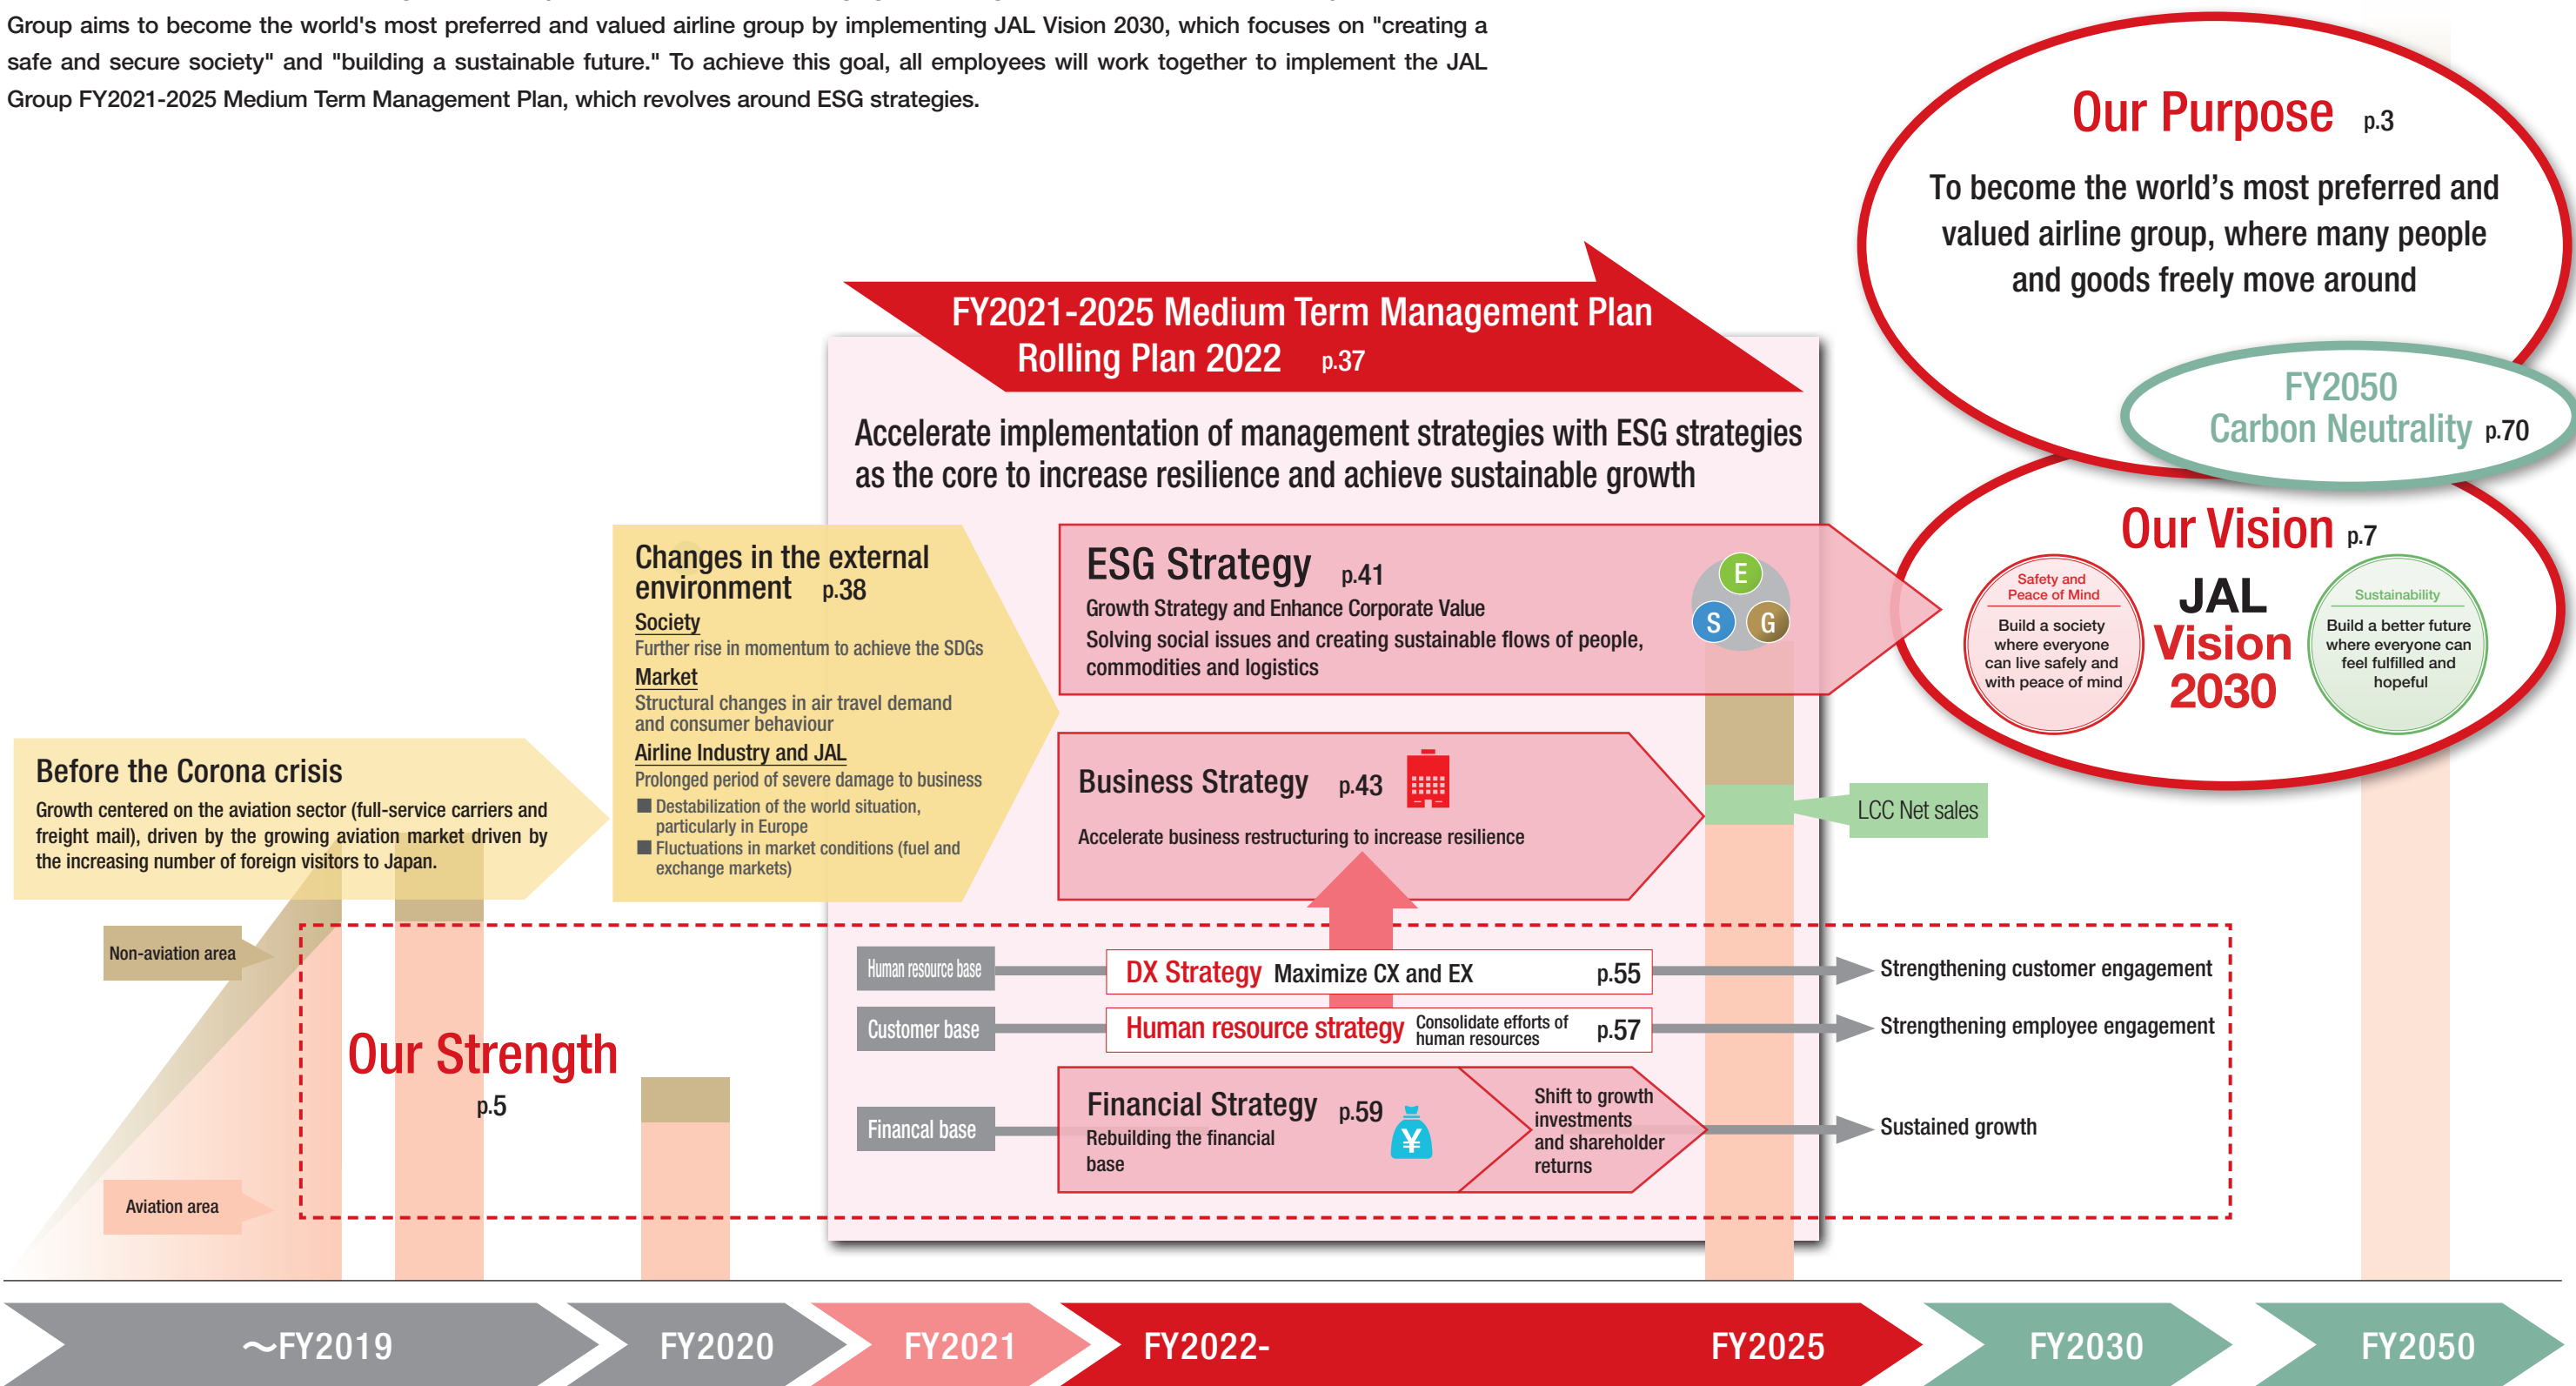 Group aims to become the world's most preferred and valued airline group by implementing JAL Vision 2030, which focuses on "creating a
safe and secure society" and "building a sustainable future." To achieve this goal, all employees will work together to implement the JAL
Group FY2021-2025 Medium Term Management Plan, which revolves around ESG strategies.
Our Purpose p.3
To become the world’s most preferred and
valued airline group, where many people
and goods freely move around
FY2050
Carbon Neutrality p.70
Our Vision p.7
Safety and
Peace of Mind
Build a society
where everyone
can live safely and
with peace of mind
JAL
Vision
2030
Sustainability
Build a better future
where everyone can
feel fulfilled and
hopeful
FY2021-2025 Medium Term Management Plan
Rolling Plan 2022 p.37
Accelerate implementation of management strategies with ESG strategies
as the core to increase resilience and achieve sustainable growth
Before the Corona crisis
Growth centered on the aviation sector (full-service carriers and
freight mail), driven by the growing aviation market driven by
the increasing number of foreign visitors to Japan.
Changes in the external
environment p.38
Society
Further rise in momentum to achieve the SDGs
Market
Structural changes in air travel demand
and consumer behaviour
Airline Industry and JAL
Prolonged period of severe damage to business
■ Destabilization of the world situation,
particularly in Europe
■ Fluctuations in market conditions (fuel and
exchange markets)
ESG Strategy p.41
Growth Strategy and Enhance Corporate Value
Solving social issues and creating sustainable flows of people,
commodities and logistics
E
S G
Business Strategy p.43
Accelerate business restructuring to increase resilience
LCC Net sales
Non-aviation area
Aviation area
Our Strength
p.5
Human resource base
DX Strategy Maximize CX and EX p.55
Strengthening customer engagement
Customer base
Human resource strategy Consolidate efforts of
human resources p.57
Strengthening employee engagement
Financal base
Financial Strategy p.59
Rebuilding the financial
base
¥
Shift to growth
investments
and shareholder
returns
Sustained growth
～FY2019
FY2020
FY2021
FY2022-
FY2025
FY2030
FY2050